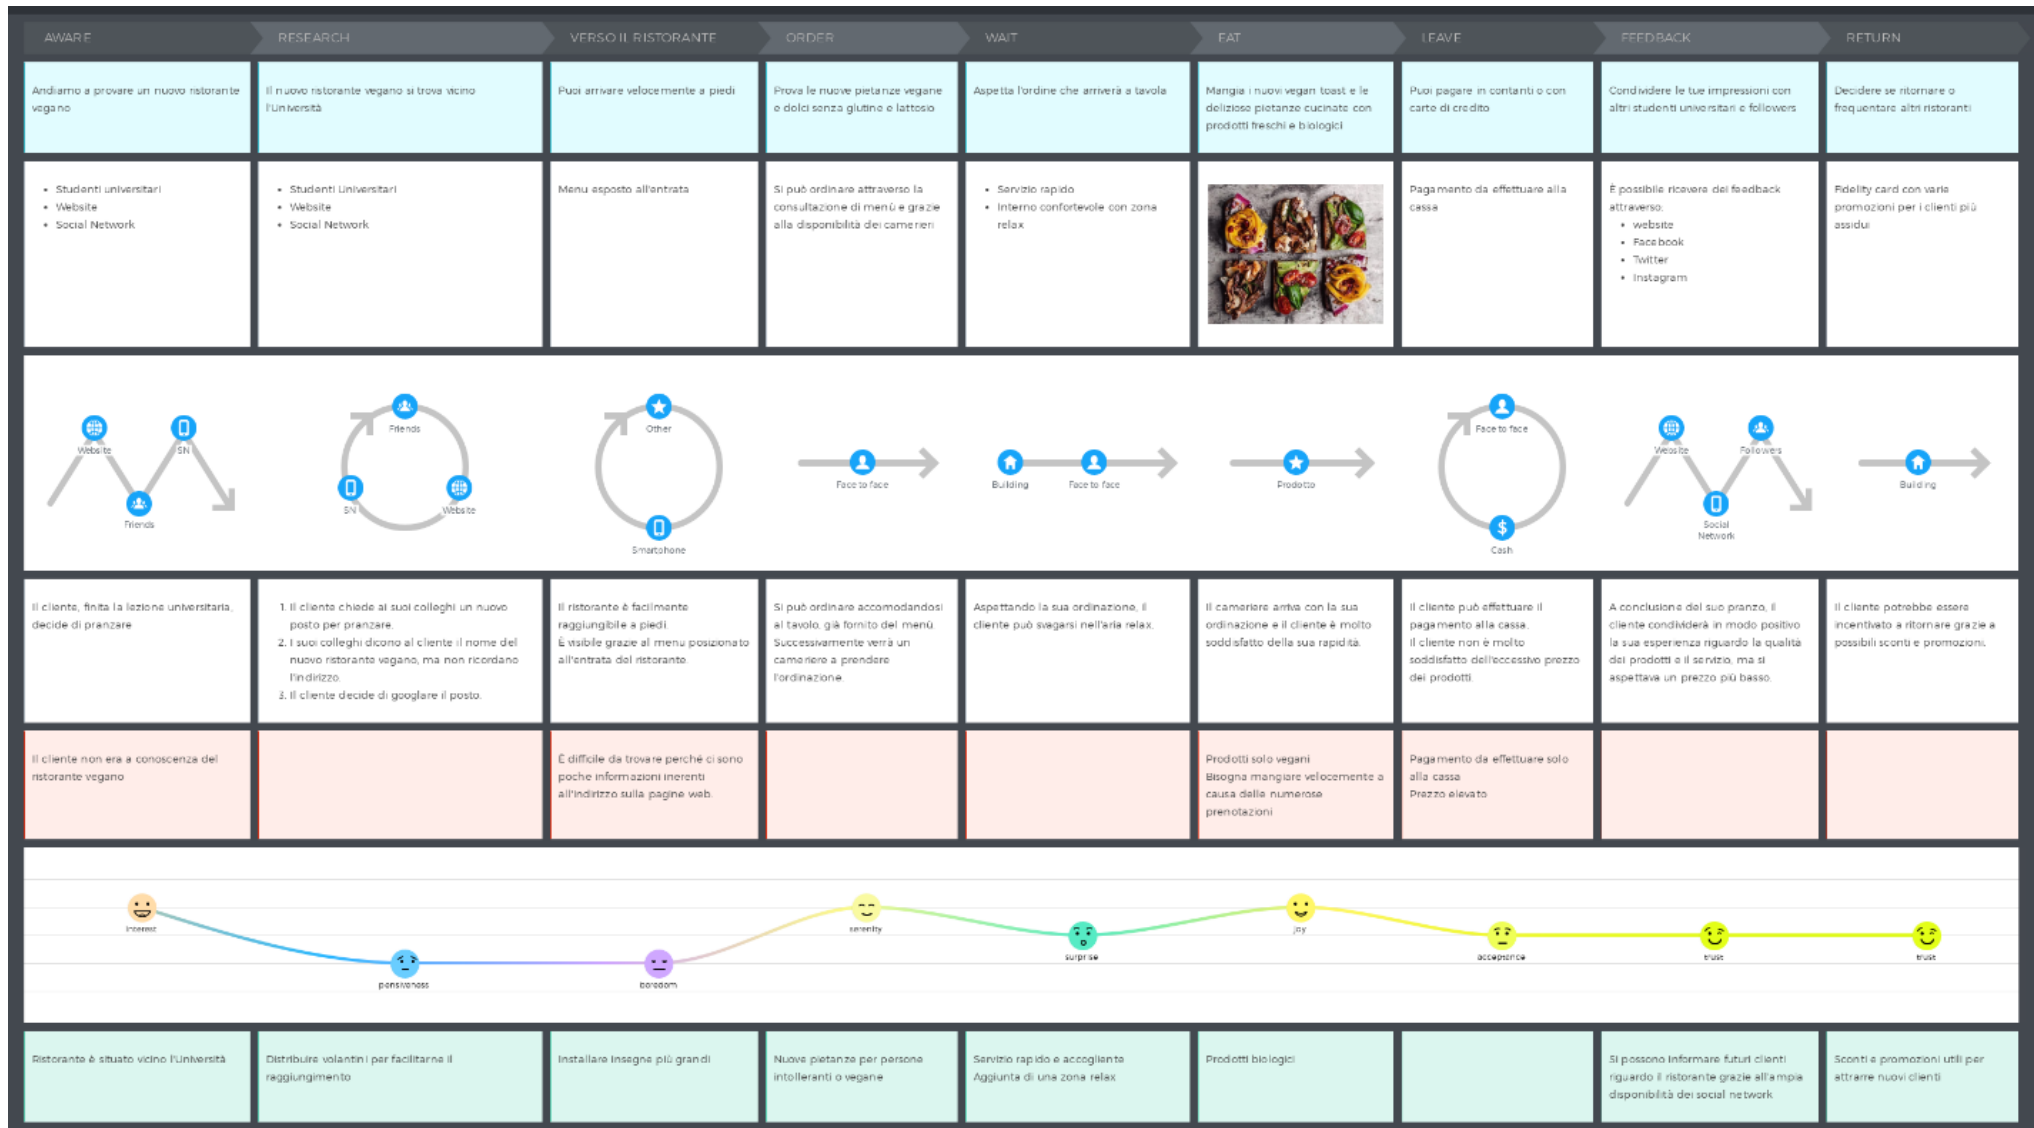 AWARE
RESEARCH
VERSO IL RISTORANTE
ORDER
WAIT
EAT
LEAVE
FEEDBACK
RETURN
Andiamo a provare un nuovo ristorante
vegano
Il nuovo ristorante vegano si trova vicino
l'Università
Puoi arrivare velocemente a piedi
Prova le nuove pietanze vegane
e dolci senza glutine e lattosio
Aspetta l'ordine che arriverà a tavola
Mangia i nuovi vegan toast e le
deliziose pietanze cucinate con
prodotti freschi e biologici
Puoi pagare in contanti o con
carte di credito
Condividere le tue impressioni con
altri studenti universitari e followers
Decidere se ritornare o
frequentare altri ristoranti
• Studenti universitari
• Website
• Social Network
• Studenti Universitari
• Website
• Social Network
Menu esposto all'entrata
Si può ordinare attraverso la
consultazione di menù e grazie
alla disponibilità dei camerieri
• Servizio rapido
• Interno confortevole con zona
relax
Pagamento da effettuare alla
cassa
È possibile ricevere dei feedback
attraverso:
• website
• Facebook
• Twitter
• Instagram
Fidelity card con varie
promozioni per i clienti più
assidui
Website
SN
Friends
Friends
SN
Website
Other
Smartphone
Face to face
Building
Face to face
Prodotto
Face to face
Cash
Website
Followers
Social
Network
Building
Il cliente, finita la lezione universitaria,
decide di pranzare
1. Il cliente chiede ai suoi colleghi un nuovo
posto per pranzare.
2. I suoi colleghi dicono al cliente il nome del
nuovo ristorante vegano, ma non ricordano
l'indirizzo.
3. Il cliente decide di googlare il posto.
Il ristorante è facilmente
raggiungibile a piedi.
È visibile grazie al menu posizionato
all'entrata del ristorante.
Si può ordinare accomodandosi
al tavolo, già fornito del menù.
Successivamente verrà un
cameriere a prendere
l'ordinazione.
Aspettando la sua ordinazione, il
cliente può svagarsi nell'aria relax.
Il cameriere arriva con la sua
ordinazione e il cliente è molto
soddisfatto della sua rapidità.
Il cliente può effettuare il
pagamento alla cassa.
Il cliente non è molto
soddisfatto dell'eccessivo prezzo
dei prodotti.
A conclusione del suo pranzo, il
cliente condividerà in modo positivo
la sua esperienza riguardo la qualità
dei prodotti e il servizio, ma si
aspettava un prezzo più basso.
Il cliente potrebbe essere
incentivato a ritornare grazie a
possibili sconti e promozioni.
Il cliente non era a conoscenza del
ristorante vegano
È difficile da trovare perché ci sono
poche informazioni inerenti
all'indirizzo sulla pagine web.
Prodotti solo vegani
Bisogna mangiare velocemente a
causa delle numerose
prenotazioni
Pagamento da effettuare solo
alla cassa
Prezzo elevato
interest
pensiveness
boredom
serenity
surprise
joy
acceptance
trust
trust
Ristorante è situato vicino l'Università
Distribuire volantini per facilitarne il
raggiungimento
Installare insegne più grandi
Nuove pietanze per persone
intolleranti o vegane
Servizio rapido e accogliente
Aggiunta di una zona relax
Prodotti biologici
Si possono informare futuri clienti
riguardo il ristorante grazie all'ampia
disponibilità dei social network
Sconti e promozioni utili per
attrarre nuovi clienti